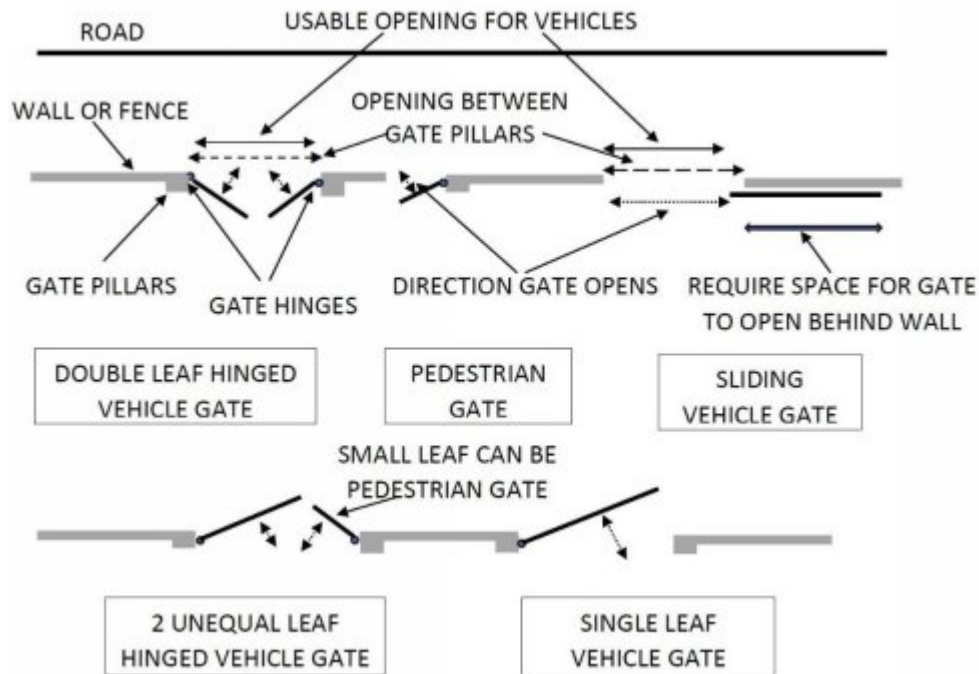 ROAD
USABLE OPENING FOR VEHICLES
WALL OR FENCE
OPENING BETWEEN
GATE PILLARS
GATE PILLARS
GATE HINGES
DIRECTION GATE OPENS
REQUIRE SPACE FOR GATE
TO OPEN BEHIND WALL
DOUBLE LEAF HINGED
VEHICLE GATE
PEDESTRIAN
GATE
SLIDING
VEHICLE GATE
SMALL LEAF CAN BE
PEDESTRIAN GATE
2 UNEQUAL LEAF
HINGED VEHICLE GATE
SINGLE LEAF
VEHICLE GATE